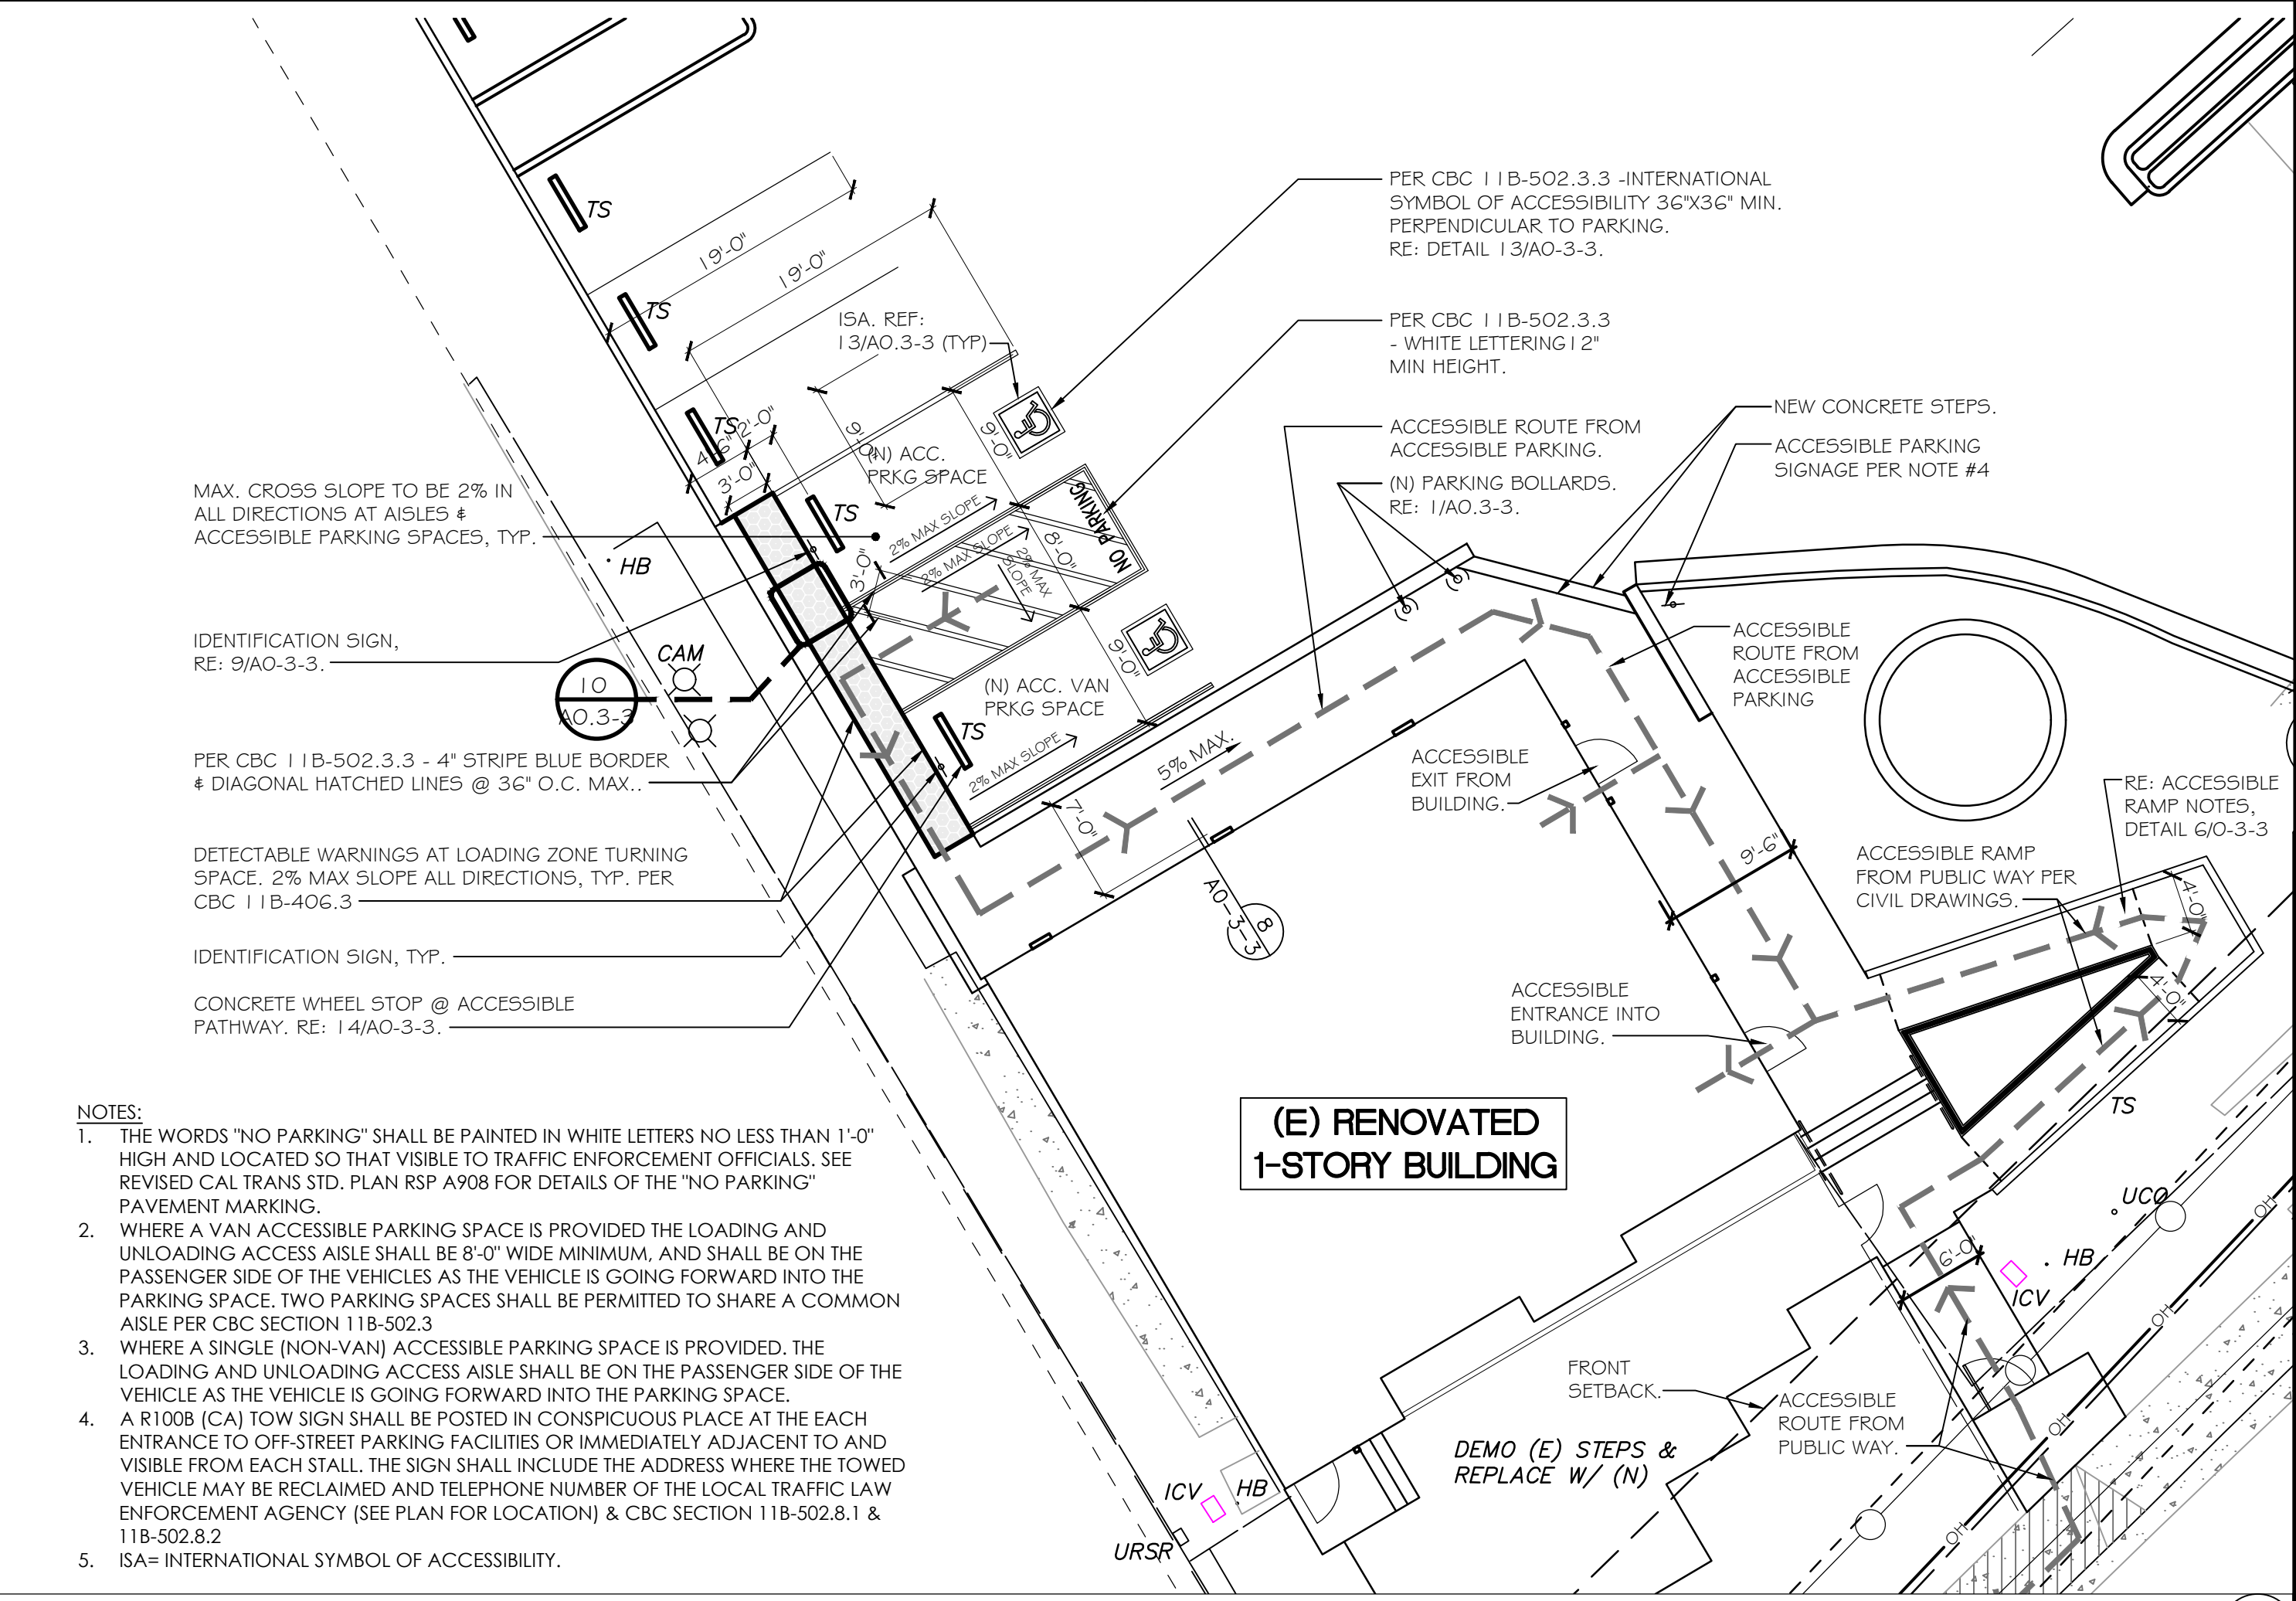 TS
TS
19'-0"
19'-0"
ISA. REF:
13/A0.3-3 (TYP)
TS
2'-0"
4'-6"
3'-0"
9'-0"
9'-0"
(N) ACC.
PRKG SPACE
TS
NO PARKING
2% MAX SLOPE
2% MAX SLOPE
2% MAX
SLOPE
8'-0"
3'-0"
9'-0"
(N) ACC. VAN
PRKG SPACE
TS
2% MAX SLOPE
PER CBC 11B-502.3.3 -INTERNATIONAL
SYMBOL OF ACCESSIBILITY 36"X36" MIN.
PERPENDICULAR TO PARKING.
RE: DETAIL 13/A0-3-3.
PER CBC 11B-502.3.3
- WHITE LETTERING12"
MIN HEIGHT.
ACCESSIBLE ROUTE FROM
ACCESSIBLE PARKING.
(N) PARKING BOLLARDS.
RE: 1/A0.3-3.
NEW CONCRETE STEPS.
ACCESSIBLE PARKING
SIGNAGE PER NOTE #4
MAX. CROSS SLOPE TO BE 2% IN
ALL DIRECTIONS AT AISLES &
ACCESSIBLE PARKING SPACES, TYP.
HB
IDENTIFICATION SIGN,
RE: 9/A0-3-3.
CAM
10
A0.3-3
PER CBC 11B-502.3.3 - 4" STRIPE BLUE BORDER
& DIAGONAL HATCHED LINES @ 36" O.C. MAX..
DETECTABLE WARNINGS AT LOADING ZONE TURNING
SPACE. 2% MAX SLOPE ALL DIRECTIONS, TYP. PER
CBC 11B-406.3
IDENTIFICATION SIGN, TYP.
CONCRETE WHEEL STOP @ ACCESSIBLE
PATHWAY. RE: 14/A0-3-3.
5% MAX.
7'-0"
8
A0-3-3
ACCESSIBLE
EXIT FROM
BUILDING.
ACCESSIBLE
ROUTE FROM
ACCESSIBLE
PARKING
9'-6"
RE: ACCESSIBLE
RAMP NOTES,
DETAIL 6/0-3-3
ACCESSIBLE RAMP
FROM PUBLIC WAY PER
CIVIL DRAWINGS.
4'-0"
4'-0"
ACCESSIBLE
ENTRANCE INTO
BUILDING.
TS
(E) RENOVATED
1-STORY BUILDING
UCO
OH
6'-0"
HB
ICV
OH
FRONT
SETBACK.
ACCESSIBLE
ROUTE FROM
PUBLIC WAY.
OH
OH
DEMO (E) STEPS &
REPLACE W/ (N)
ICV
HB
URSR
NOTES:
1. THE WORDS "NO PARKING" SHALL BE PAINTED IN WHITE LETTERS NO LESS THAN 1'-0"
HIGH AND LOCATED SO THAT VISIBLE TO TRAFFIC ENFORCEMENT OFFICIALS. SEE
REVISED CAL TRANS STD. PLAN RSP A908 FOR DETAILS OF THE "NO PARKING"
PAVEMENT MARKING.
2. WHERE A VAN ACCESSIBLE PARKING SPACE IS PROVIDED THE LOADING AND
UNLOADING ACCESS AISLE SHALL BE 8'-0" WIDE MINIMUM, AND SHALL BE ON THE
PASSENGER SIDE OF THE VEHICLES AS THE VEHICLE IS GOING FORWARD INTO THE
PARKING SPACE. TWO PARKING SPACES SHALL BE PERMITTED TO SHARE A COMMON
AISLE PER CBC SECTION 11B-502.3
3. WHERE A SINGLE (NON-VAN) ACCESSIBLE PARKING SPACE IS PROVIDED. THE
LOADING AND UNLOADING ACCESS AISLE SHALL BE ON THE PASSENGER SIDE OF THE
VEHICLE AS THE VEHICLE IS GOING FORWARD INTO THE PARKING SPACE.
4. A R100B (CA) TOW SIGN SHALL BE POSTED IN CONSPICUOUS PLACE AT THE EACH
ENTRANCE TO OFF-STREET PARKING FACILITIES OR IMMEDIATELY ADJACENT TO AND
VISIBLE FROM EACH STALL. THE SIGN SHALL INCLUDE THE ADDRESS WHERE THE TOWED
VEHICLE MAY BE RECLAIMED AND TELEPHONE NUMBER OF THE LOCAL TRAFFIC LAW
ENFORCEMENT AGENCY (SEE PLAN FOR LOCATION) & CBC SECTION 11B-502.8.1 &
11B-502.8.2
5. ISA= INTERNATIONAL SYMBOL OF ACCESSIBILITY.